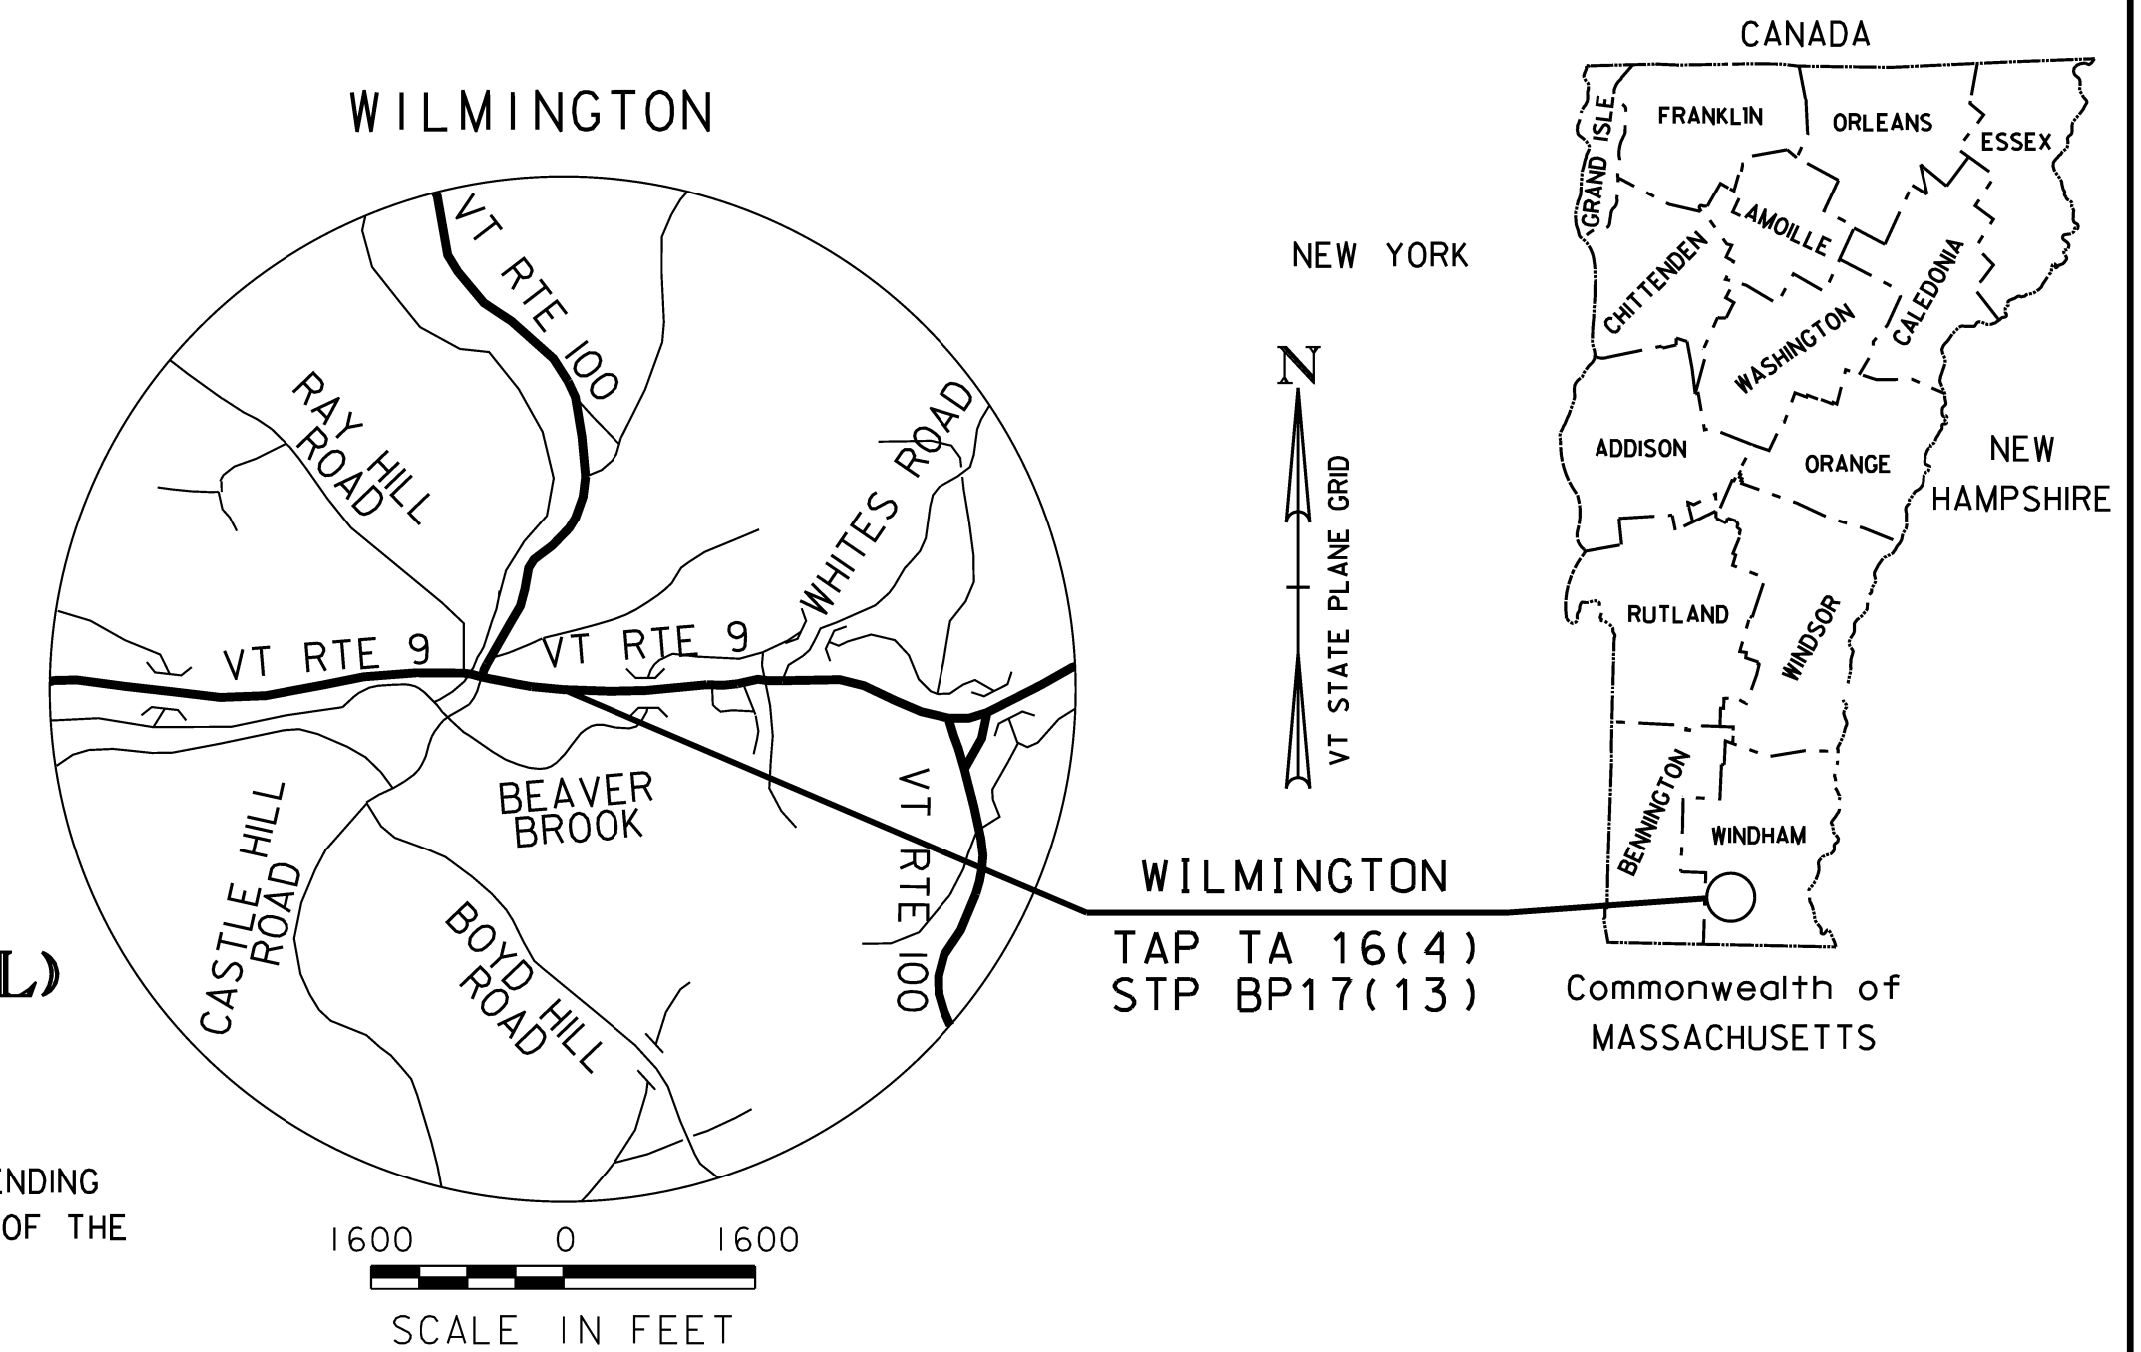 CANADA
WILMINGTON
FRANKLIN
ORLEANS
ESSEX
GRAND ISLE
LAMOILLE
NEW YORK
CHITTENDEN
CALEDONIA
WASHINGTON
VT RTE 100
RAY HILL
ROAD
WHITES ROAD
N
VT STATE PLANE GRID
ADDISON
ORANGE
NEW
HAMPSHIRE
RUTLAND
WINDSOR
VT RTE 9
VT RTE 9
BEAVER
BROOK
VT RTE 100
BENNINGTON
WINDHAM
CASTLE HILL
ROAD
BOYD HILL
ROAD
WILMINGTON
TAP TA 16(4)
STP BP17(13)
Commonwealth of
MASSACHUSETTS
L)
ENDING
OF THE
1600 0 1600
SCALE IN FEET